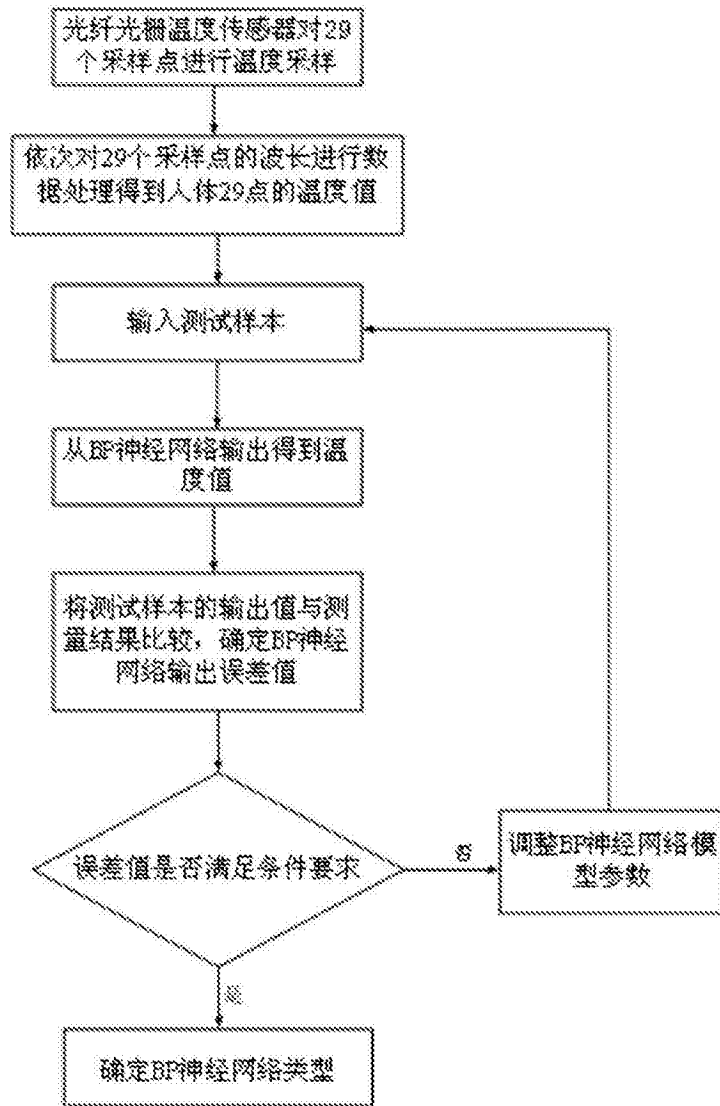 光纤光栅温度传感器对29
个采样点进行温度采样
依次对29个采样点的波长进行数
据处理得到人体29点的温度值
输入测试样本
从BP神经网络输出得到温
度值
将测试样本的输出值与测
量结果比较，确定BP神经
网络输出误差值
误差值是否满足条件要求
否
调整BP神经网络模
型参数
是
确定BP神经网络类型